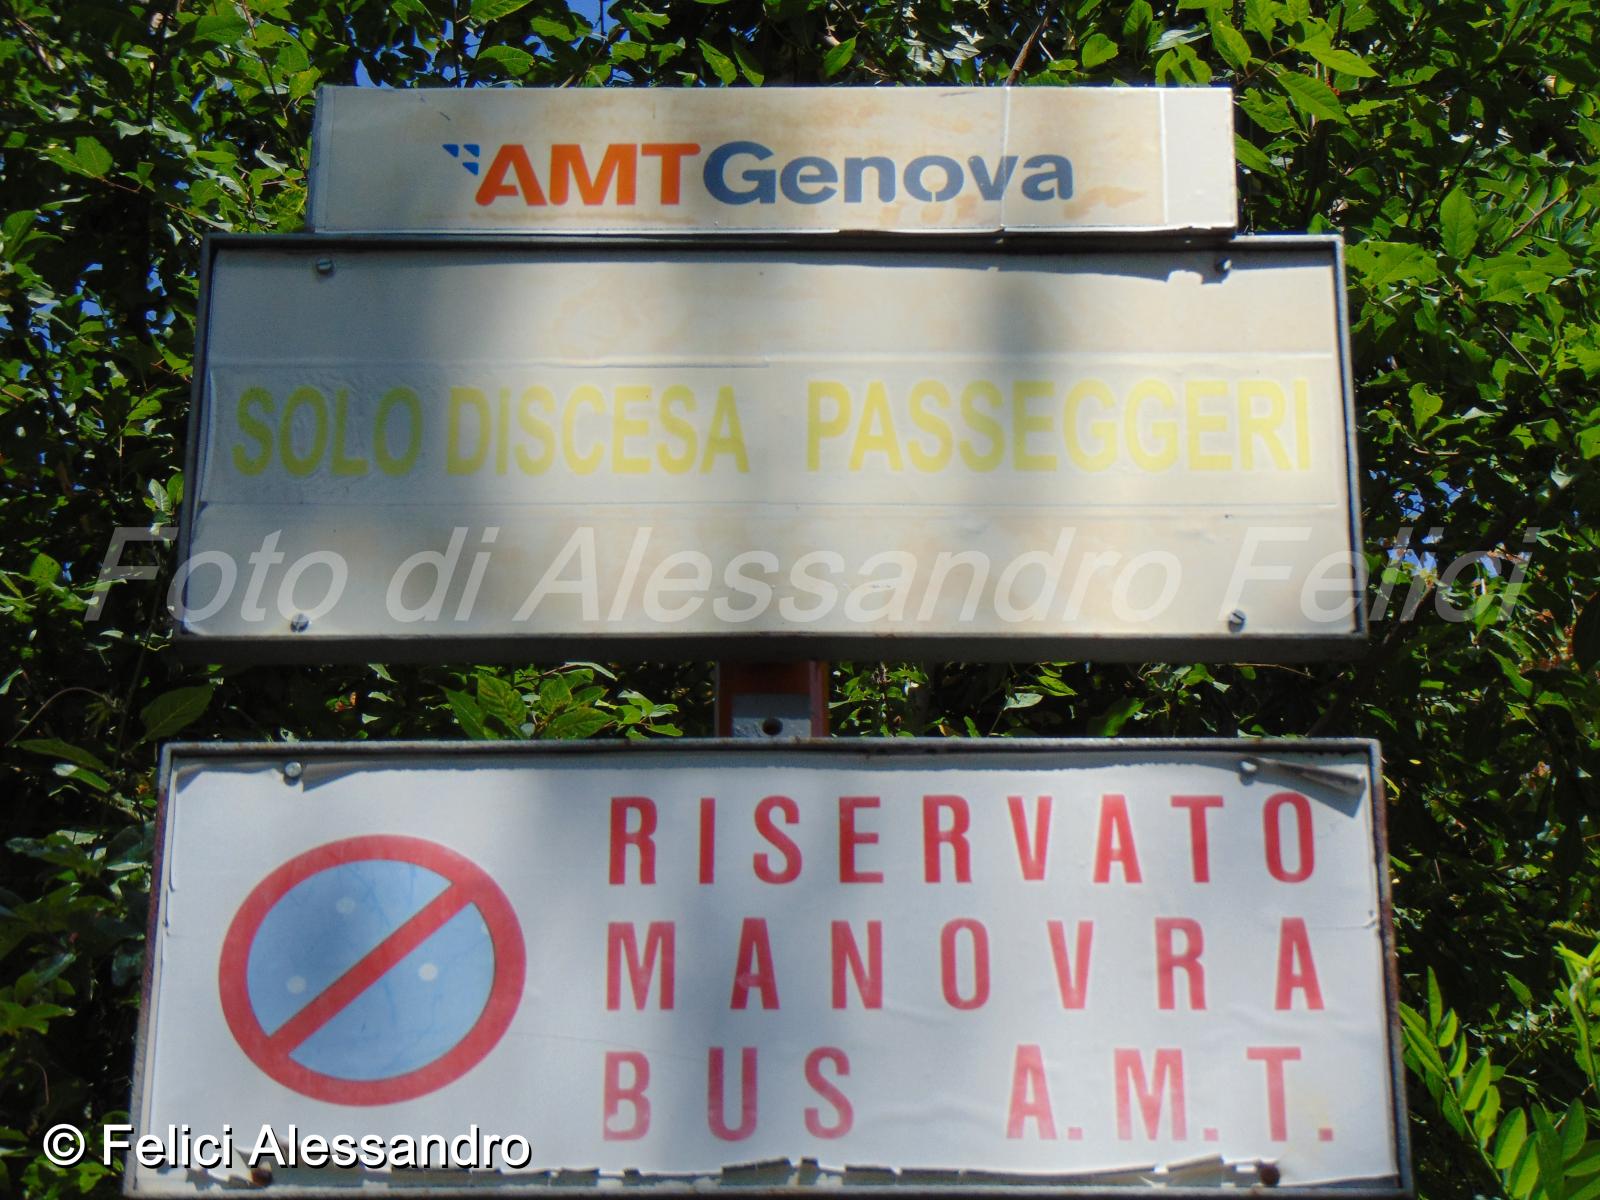 AMTGenova
SOLO DISCESA PASSEGGERI
Foto di Alessandro Felici
RISERVATO
MANOVRA
BUS A.M.T.
© Felici Alessandro